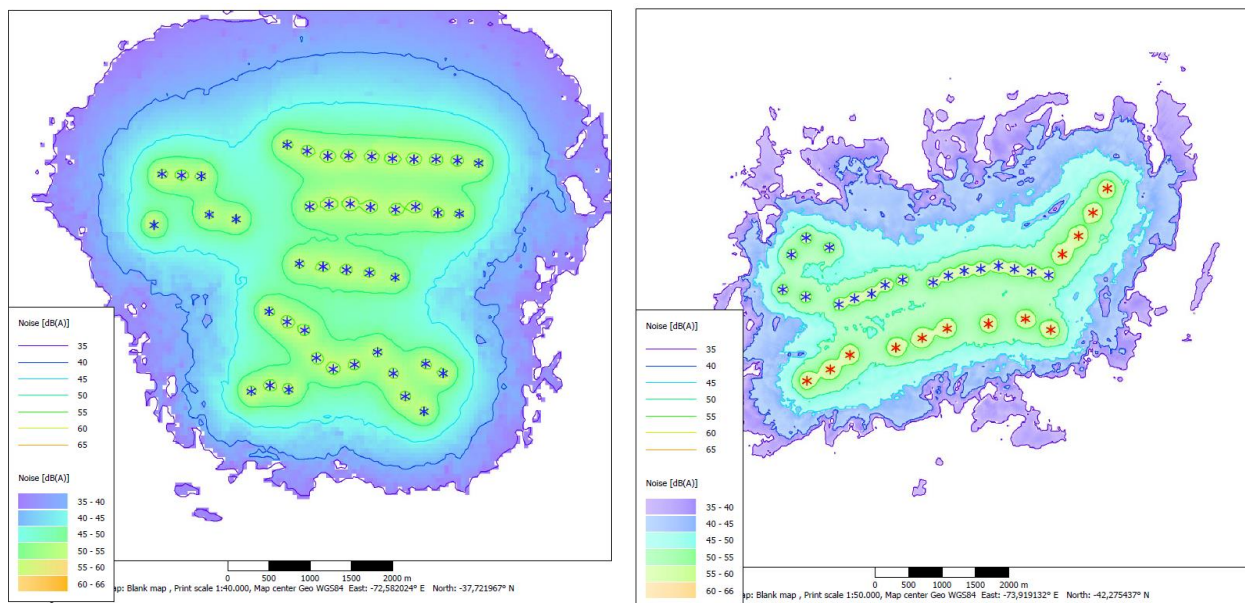 Noise [dB(A)]
35
40
45
50
55
60
65
Noise [dB(A)]
35 - 40
40 - 45
45 - 50
50 - 55
55 - 60
60 - 66
0 500 1000 1500 2000 m
ap: Blank map , Print scale 1:40.000, Map center Geo WGS84 East: -72,582024° E North: -37,721967° N
Noise [dB(A)]
35
40
45
50
55
60
65
Noise [dB(A)]
35 - 40
40 - 45
45 - 50
50 - 55
55 - 60
60 - 66
0 500 1000 1500 2000 m
ap: Blank map , Print scale 1:50.000, Map center Geo WGS84 East: -73,919132° E North: -42,275437° N